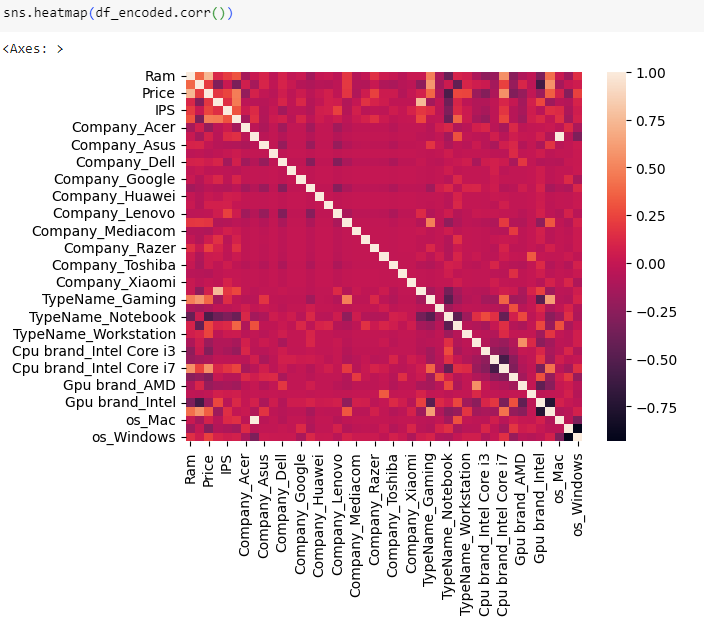 sns.heatmap(df_encoded.corr())
<Axes: >
Ram
Price
IPS
Company_Acer
Company_Asus
Company_Dell
Company_Google
Company_Huawei
Company_Lenovo
Company_Mediacom
Company_Razer
Company_Toshiba
Company_Xiaomi
TypeName_Gaming
TypeName_Notebook
TypeName_Workstation
Cpu brand_Intel Core i3
Cpu brand_Intel Core i7
Gpu brand_AMD
Gpu brand_Intel
os_Mac
os_Windows
1.00
0.75
0.50
0.25
0.00
−0.25
−0.50
−0.75
Ram
Price
IPS
Company_Acer
Company_Asus
Company_Dell
Company_Google
Company_Huawei
Company_Lenovo
Company_Mediacom
Company_Razer
Company_Toshiba
Company_Xiaomi
TypeName_Gaming
TypeName_Notebook
TypeName_Workstation
Cpu brand_Intel Core i3
Cpu brand_Intel Core i7
Gpu brand_AMD
Gpu brand_Intel
os_Mac
os_Windows